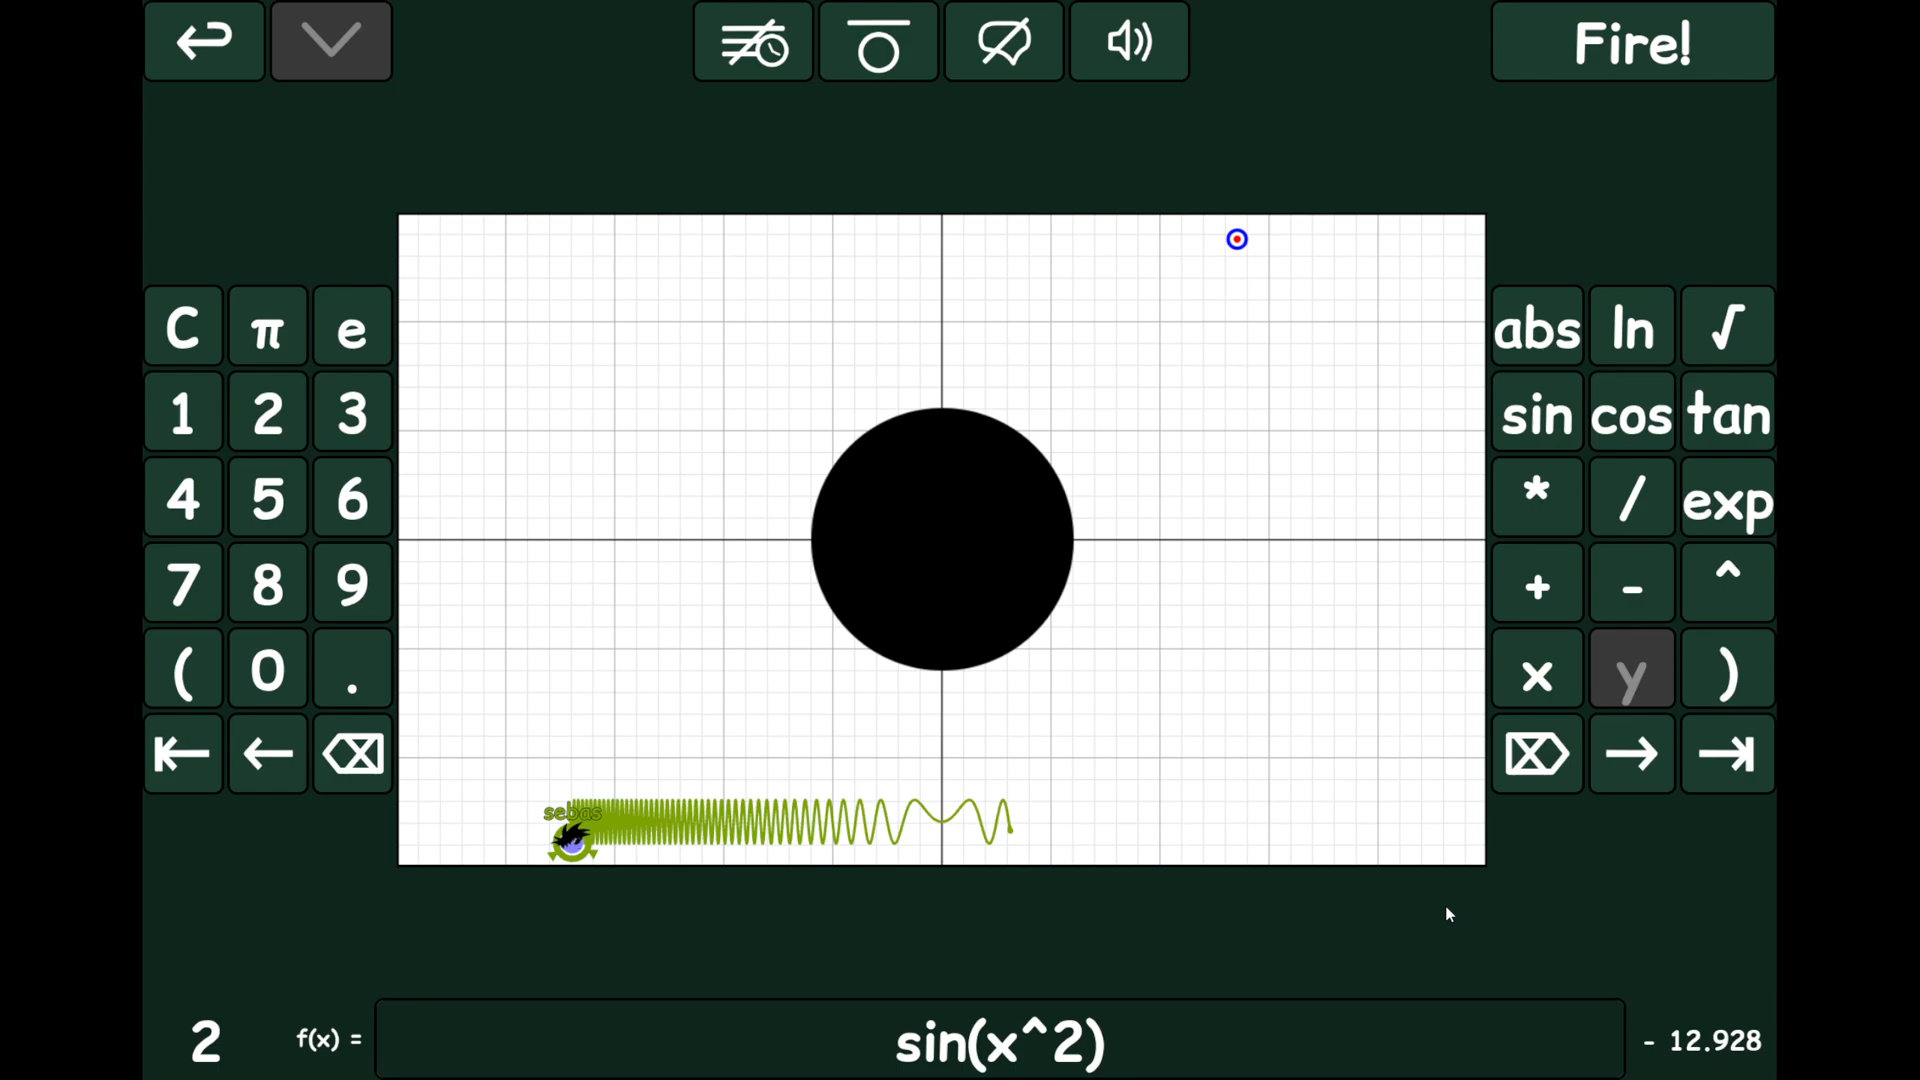 Fire!
C π e
abs ln √
1 2 3
sin cos tan
4 5 6
* / exp
7 8 9
+ - ^
( 0 .
x y )
sebas
2 f(x) = sin(x^2) - 12.928